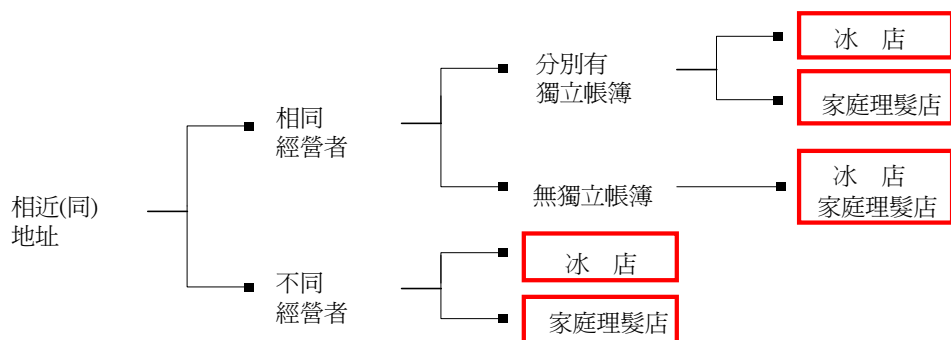 相近(同)
地址
相同
經營者
分別有
獨立帳簿
冰　店
家庭理髮店
無獨立帳簿
冰　店
家庭理髮店
不同
經營者
冰　店
家庭理髮店